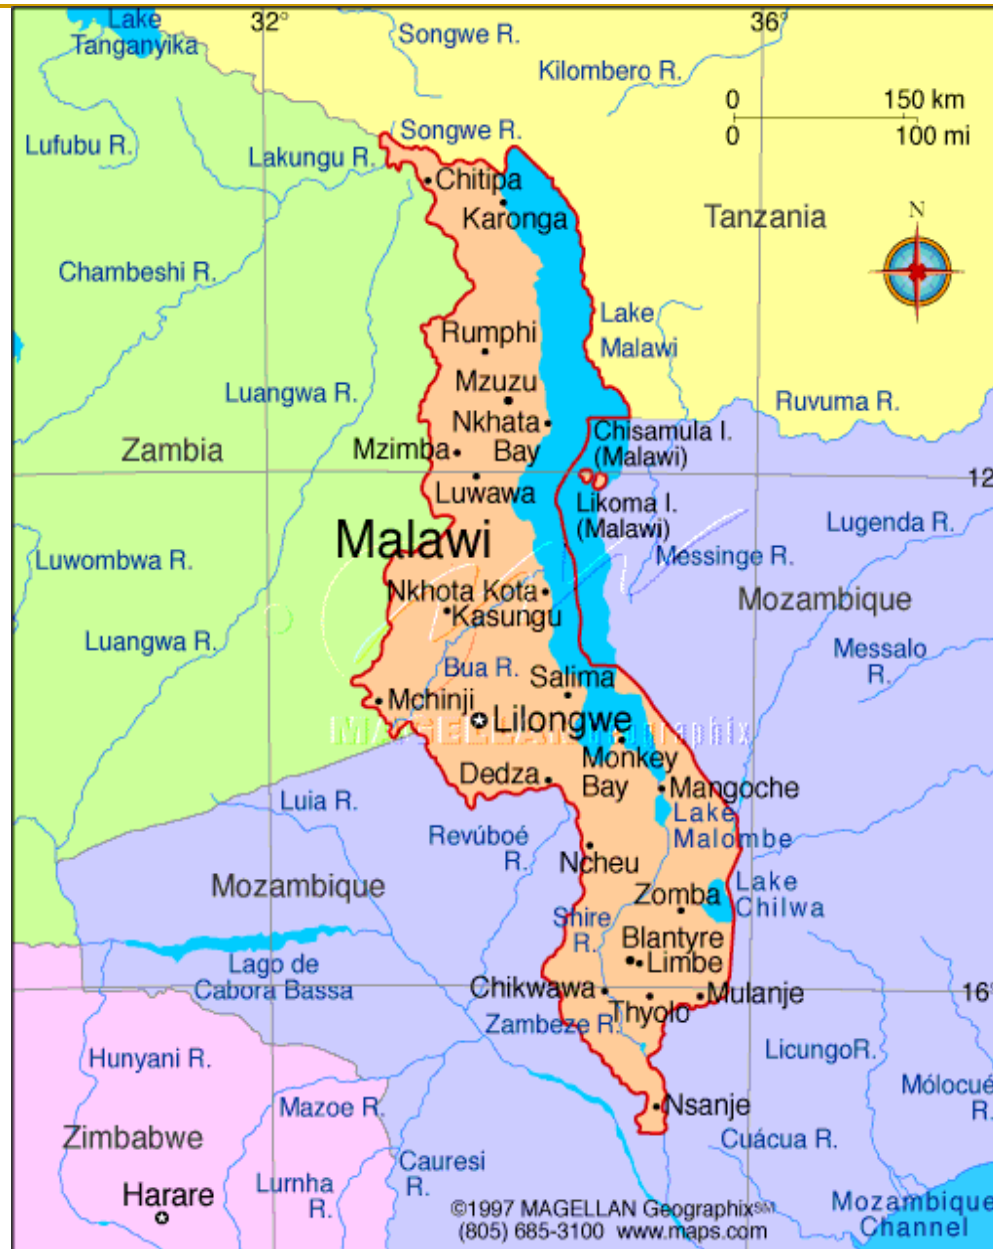 32°
36°
Lake
Tanganyika
Songwe R.
Kilombero R.
0 150 km
0 100 mi
Songwe R.
Lufubu R.
Lakungu R.
Chitipa
Karonga
Tanzania
N
Chambeshi R.
Lake
Malawi
Rumphi
Mzuzu
Luangwa R.
Ruvuma R.
Nkhata
Bay
Chisamula I.
(Malawi)
Zambia
Mzimba
12
Luwawa
Likoma I.
(Malawi)
Lugenda R.
Malawi
Messinge R.
Luwombwa R.
Nkhota Kota
Kasungu
Mozambique
Luangwa R.
Messalo
R.
Bua R.
Salima
Mchinji
Lilongwe
MAGELLAN Geographix
Monkey
Bay
Dedza
Mangoche
Luia R.
Lake
Malombe
Revúboé
R.
Ncheu
Mozambique
Zomba
Lake
Chilwa
Shire
R.
Blantyre
Limbe
Lago de
Cabora Bassa
Chikwawa
Thyolo
Mulanje
16°
Zambeze R.
Hunyani R.
LicungoR.
Mólocué
R.
Mazoe R.
Nsanje
Zimbabwe
Cuácua R.
Cauresi
R.
Lurnha
R.
Harare
Mozambique
Channel
©1997 MAGELLAN Geographix℠
(805) 685-3100 www.maps.com